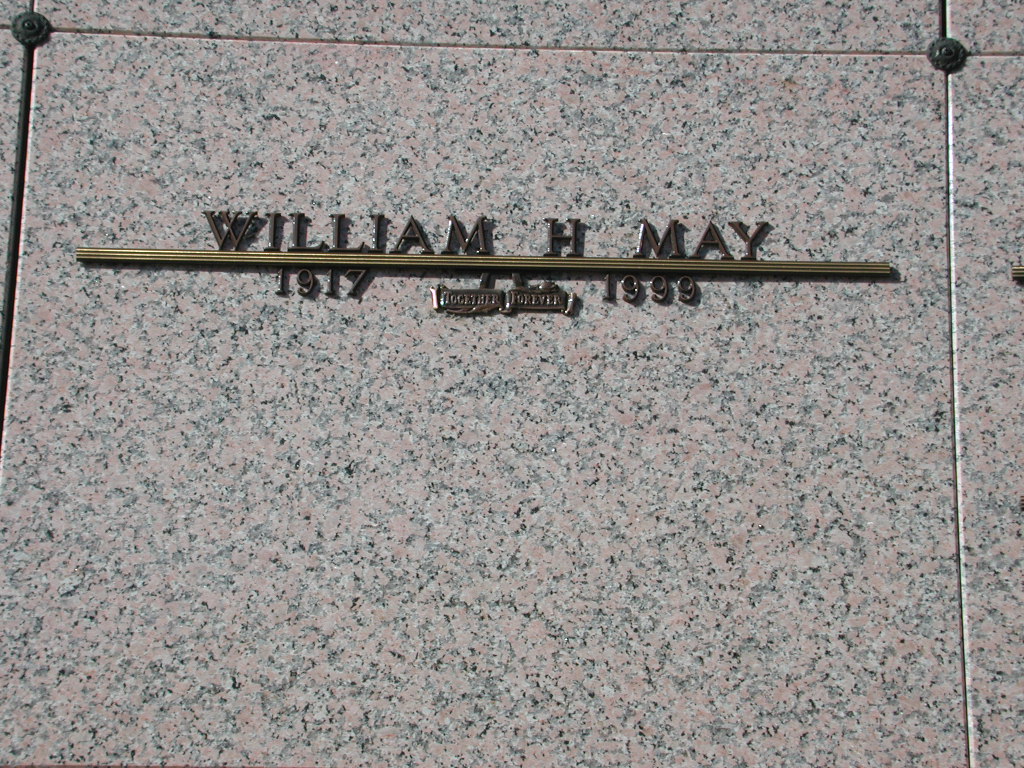 WILLIAM H MAY
1917 1999
TOGETHER FOREVER